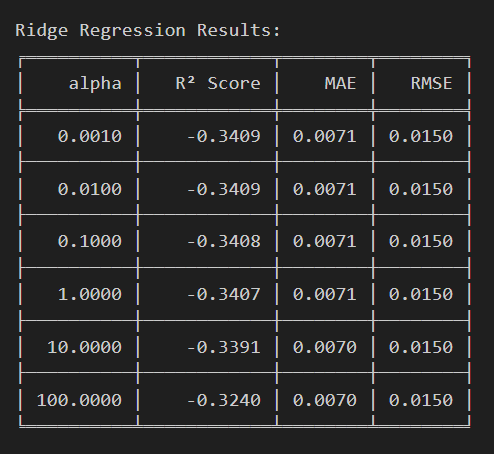 Ridge Regression Results:
alpha R² Score MAE RMSE
0.0010 -0.3409 0.0071 0.0150
0.0100 -0.3409 0.0071 0.0150
0.1000 -0.3408 0.0071 0.0150
1.0000 -0.3407 0.0071 0.0150
10.0000 -0.3391 0.0070 0.0150
100.0000 -0.3240 0.0070 0.0150